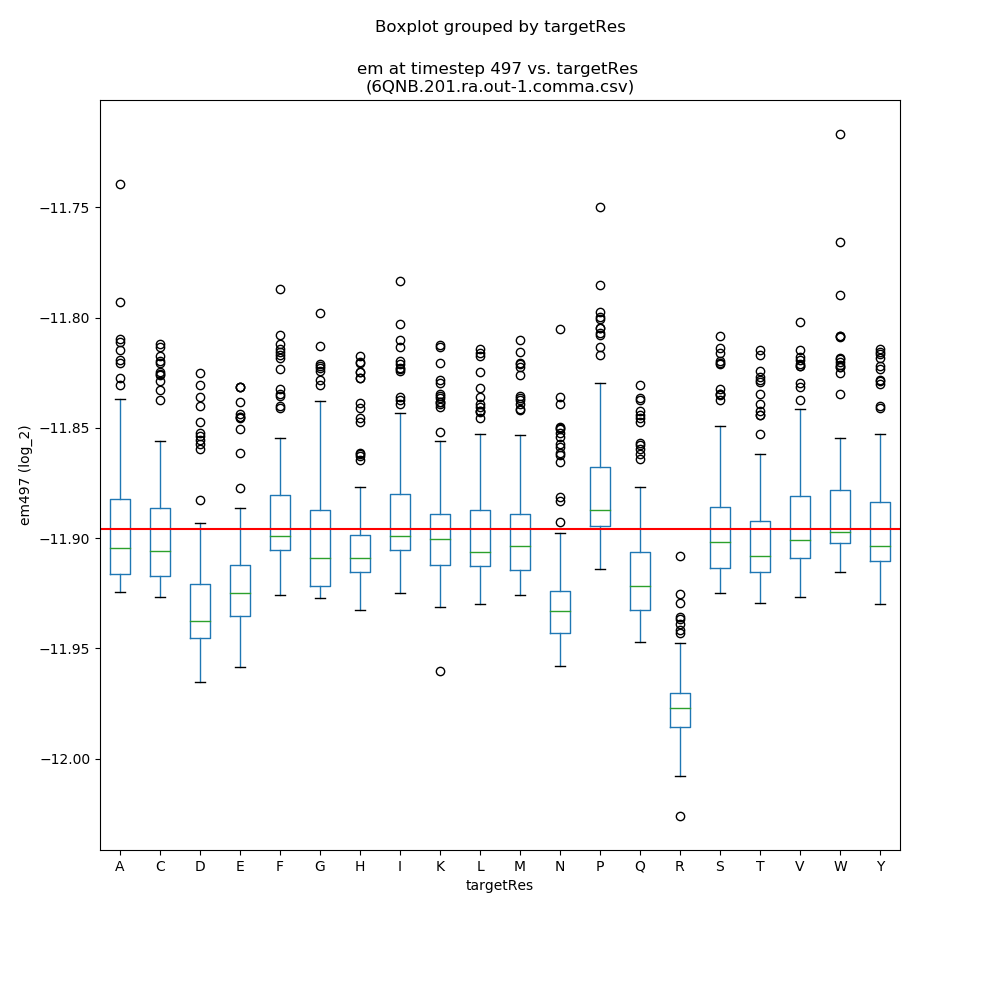 Boxplot grouped by targetRes
em at timestep 497 vs. targetRes
(6QNB.201.ra.out-1.comma.csv)
em497 (log_2)
−11.75
−11.80
−11.85
−11.90
−11.95
−12.00
A C D E F G H I K L M N P Q R S T V W Y
targetRes